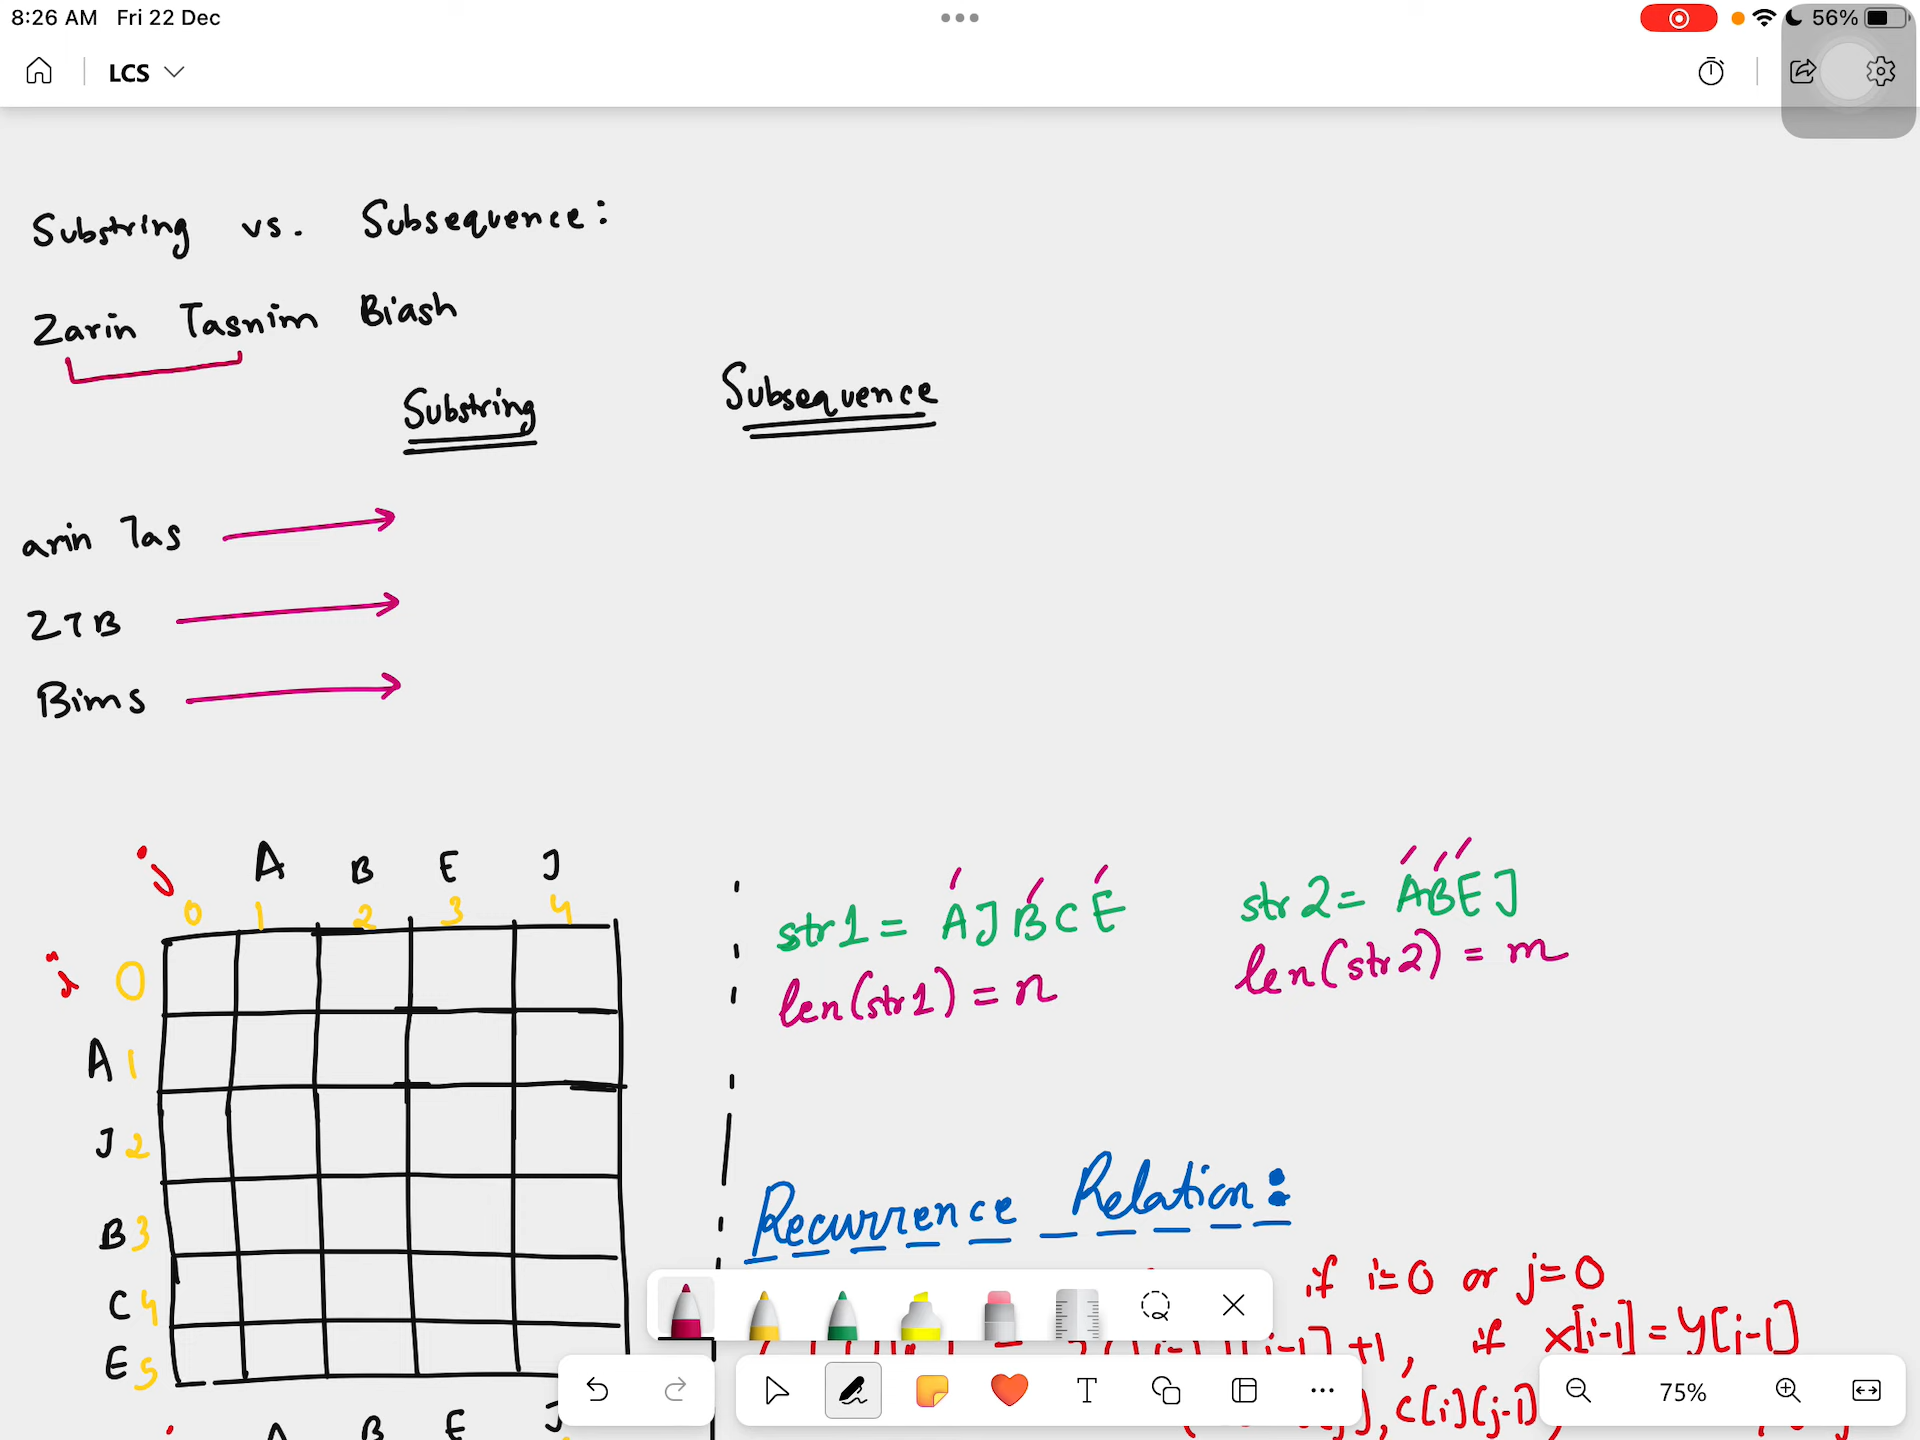 8:26 AM Fri 22 Dec
56%
LCS
Substring vs. Subsequence:
Zarin Tasnim Biash
Substring Subsequence
arin Tas
ZTB
Bims
j A B E J
0 1 2 3 4
i 0
A 1
J 2
B 3
C 4
E 5
A B E J
str1 = AJBCE str2 = ABEJ
len(str1) = n len(str2) = m
Recurrence Relation:
if i=0 or j=0
+1, if x[i-1] = y[j-1]
, c[i][j-1]
T
75%